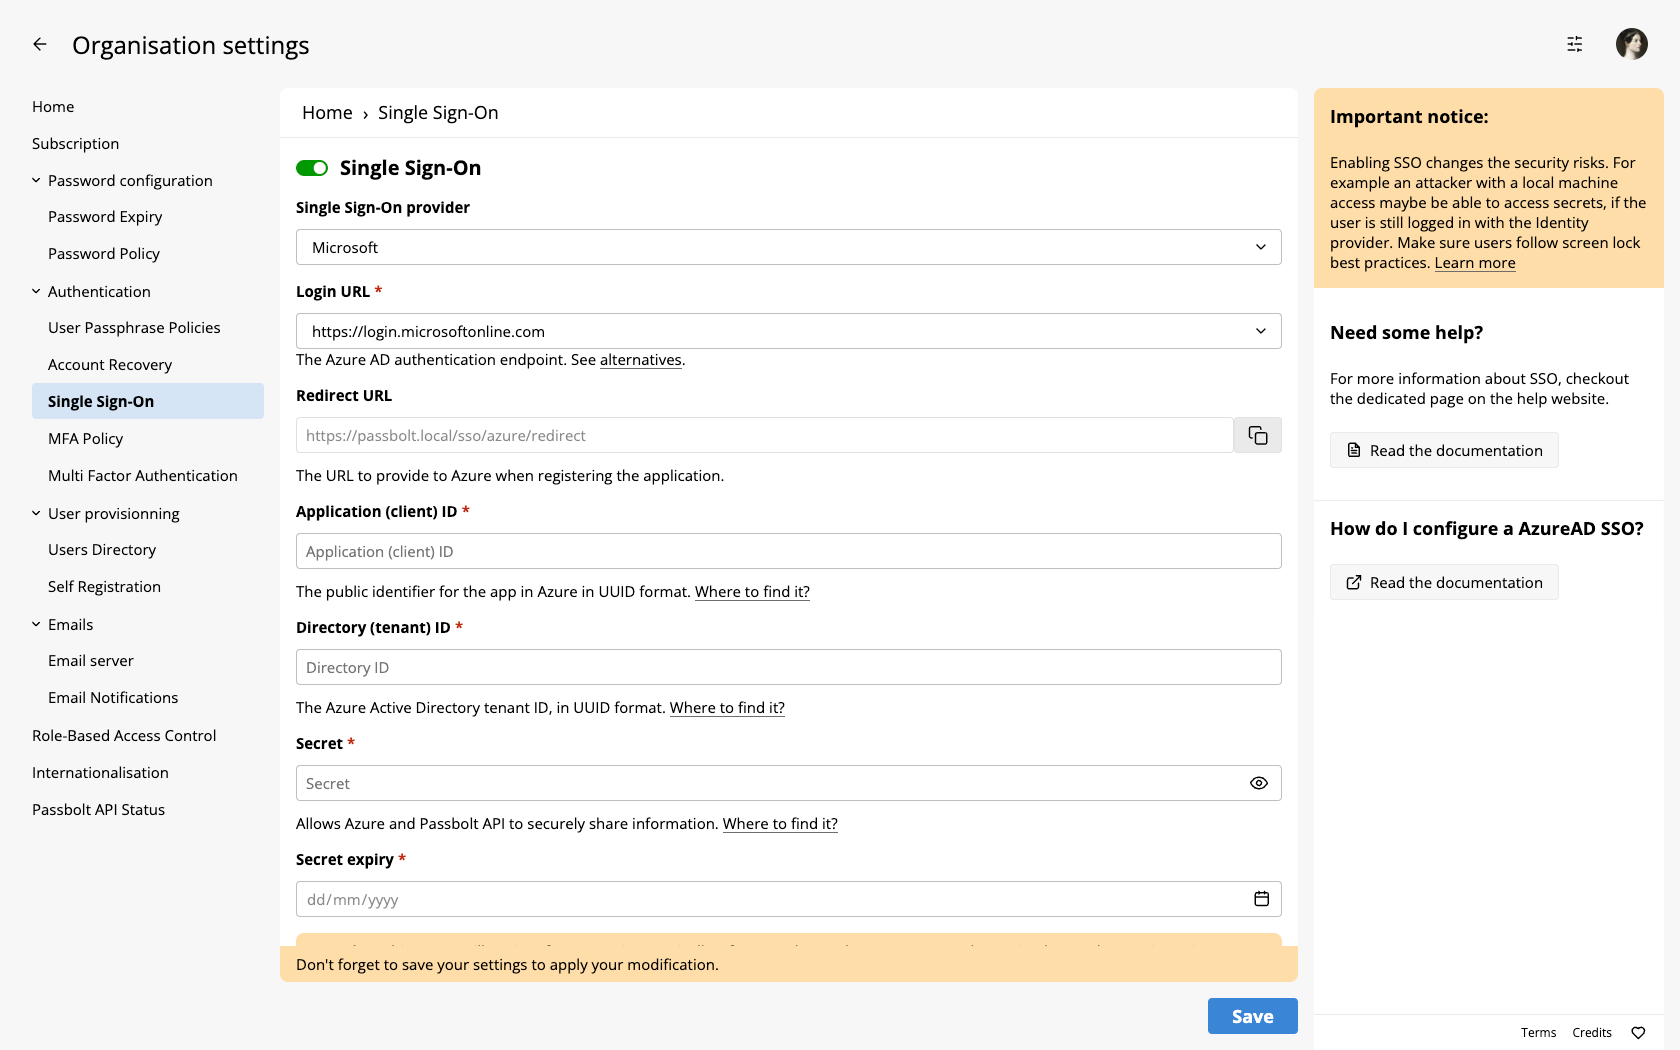 Organisation settings
Home
Subscription
Password configuration
Password Expiry
Password Policy
Authentication
User Passphrase Policies
Account Recovery
Single Sign-On
MFA Policy
Multi Factor Authentication
User provisionning
Users Directory
Self Registration
Emails
Email server
Email Notifications
Role-Based Access Control
Internationalisation
Passbolt API Status
Home › Single Sign-On
Single Sign-On
Single Sign-On provider
Microsoft
Login URL *
https://login.microsoftonline.com
The Azure AD authentication endpoint. See alternatives.
Redirect URL
https://passbolt.local/sso/azure/redirect
The URL to provide to Azure when registering the application.
Application (client) ID *
Application (client) ID
The public identifier for the app in Azure in UUID format. Where to find it?
Directory (tenant) ID *
Directory ID
The Azure Active Directory tenant ID, in UUID format. Where to find it?
Secret *
Secret
Allows Azure and Passbolt API to securely share information. Where to find it?
Secret expiry *
dd/mm/yyyy
Don't forget to save your settings to apply your modification.
Save
Important notice:
Enabling SSO changes the security risks. For
example an attacker with a local machine
access maybe be able to access secrets, if the
user is still logged in with the Identity
provider. Make sure users follow screen lock
best practices. Learn more
Need some help?
For more information about SSO, checkout
the dedicated page on the help website.
Read the documentation
How do I configure a AzureAD SSO?
Read the documentation
Terms Credits